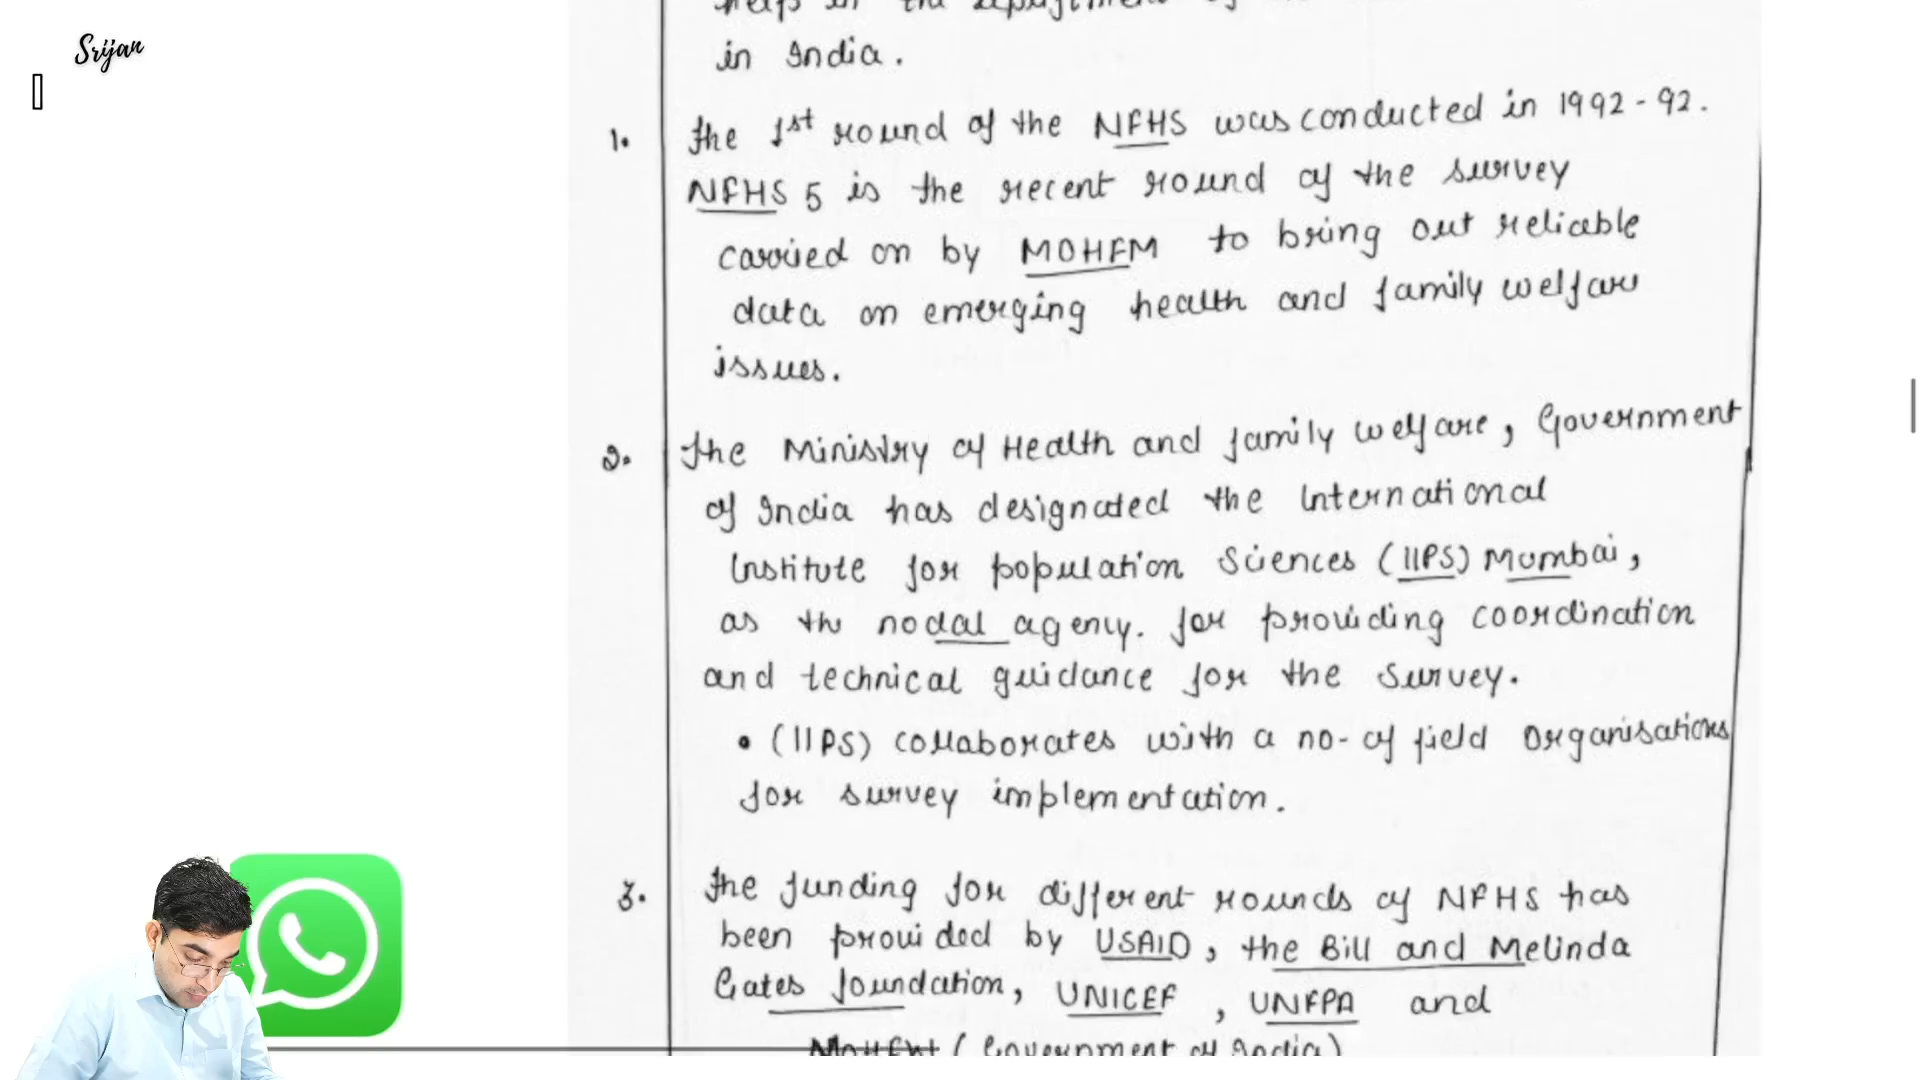 Srijan
in India.
1. The 1st round of the NFHS was conducted in 1992-92.
NFHS 5 is the recent round of the survey
carried on by MOHFM to bring out reliable
data on emerging health and family welfare
issues.
2. The Ministry of Health and family welfare, Government
of India has designated the International
Institute for population Sciences (IIPS) Mumbai,
as the nodal agency. for providing coordination
and technical guidance for the survey.
• (IIPS) collaborates with a no- of field organisations
for survey implementation.
3. The funding for different rounds of NFHS has
been provided by USAID, the Bill and Melinda
Gates foundation, UNICEF, UNFPA and
(Government of India)